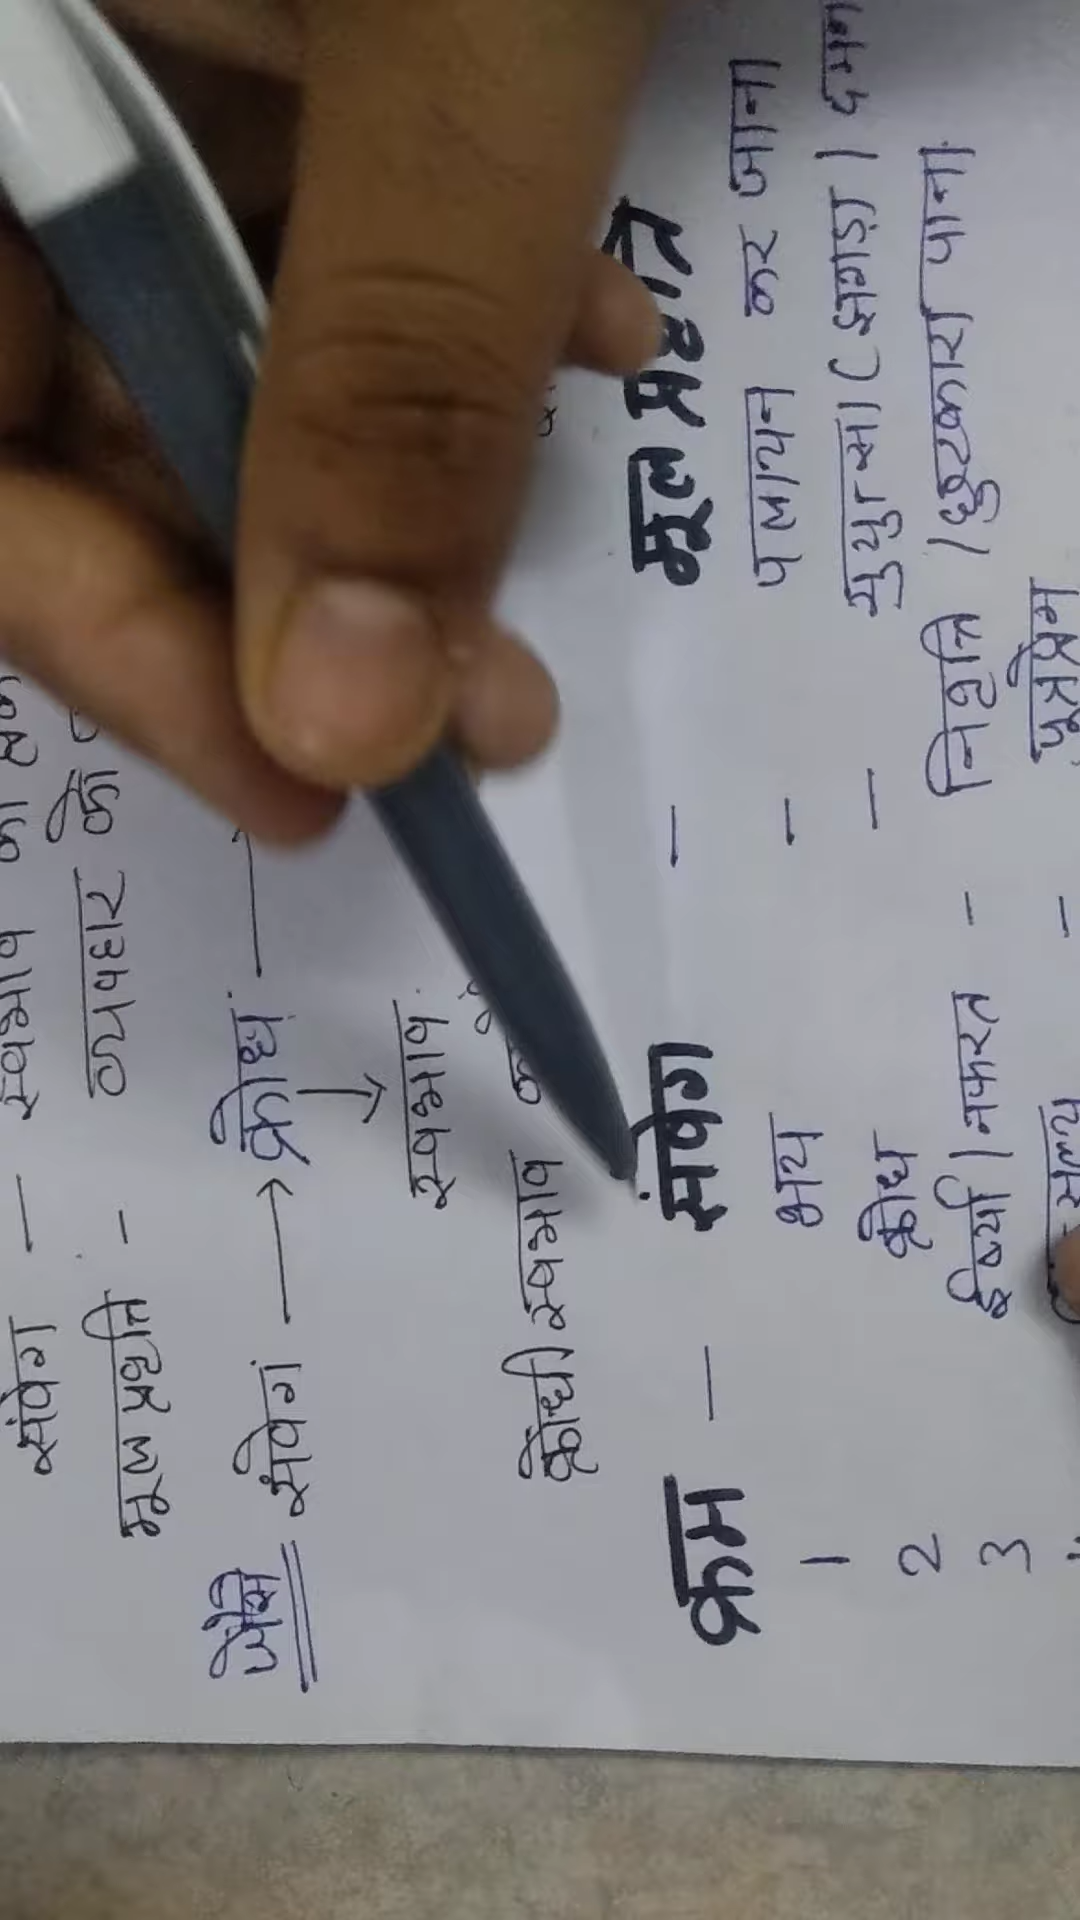 संवेग — स्वभाव का
मूल प्रवृत्ति - व्यवहार के
जैसे संवेग → क्रोध —
↓
स्वभाव
क्रोधी स्वभाव
क्रम — संवेग — मूल प्रवृत्ति
1 भय — पलायन कर जाना
2 क्रोध — युयुत्सा (झगड़ा
3 ईर्ष्या / नफरत - निवृत्ति / छुटकारा पाना
- पुत्रप्रेम